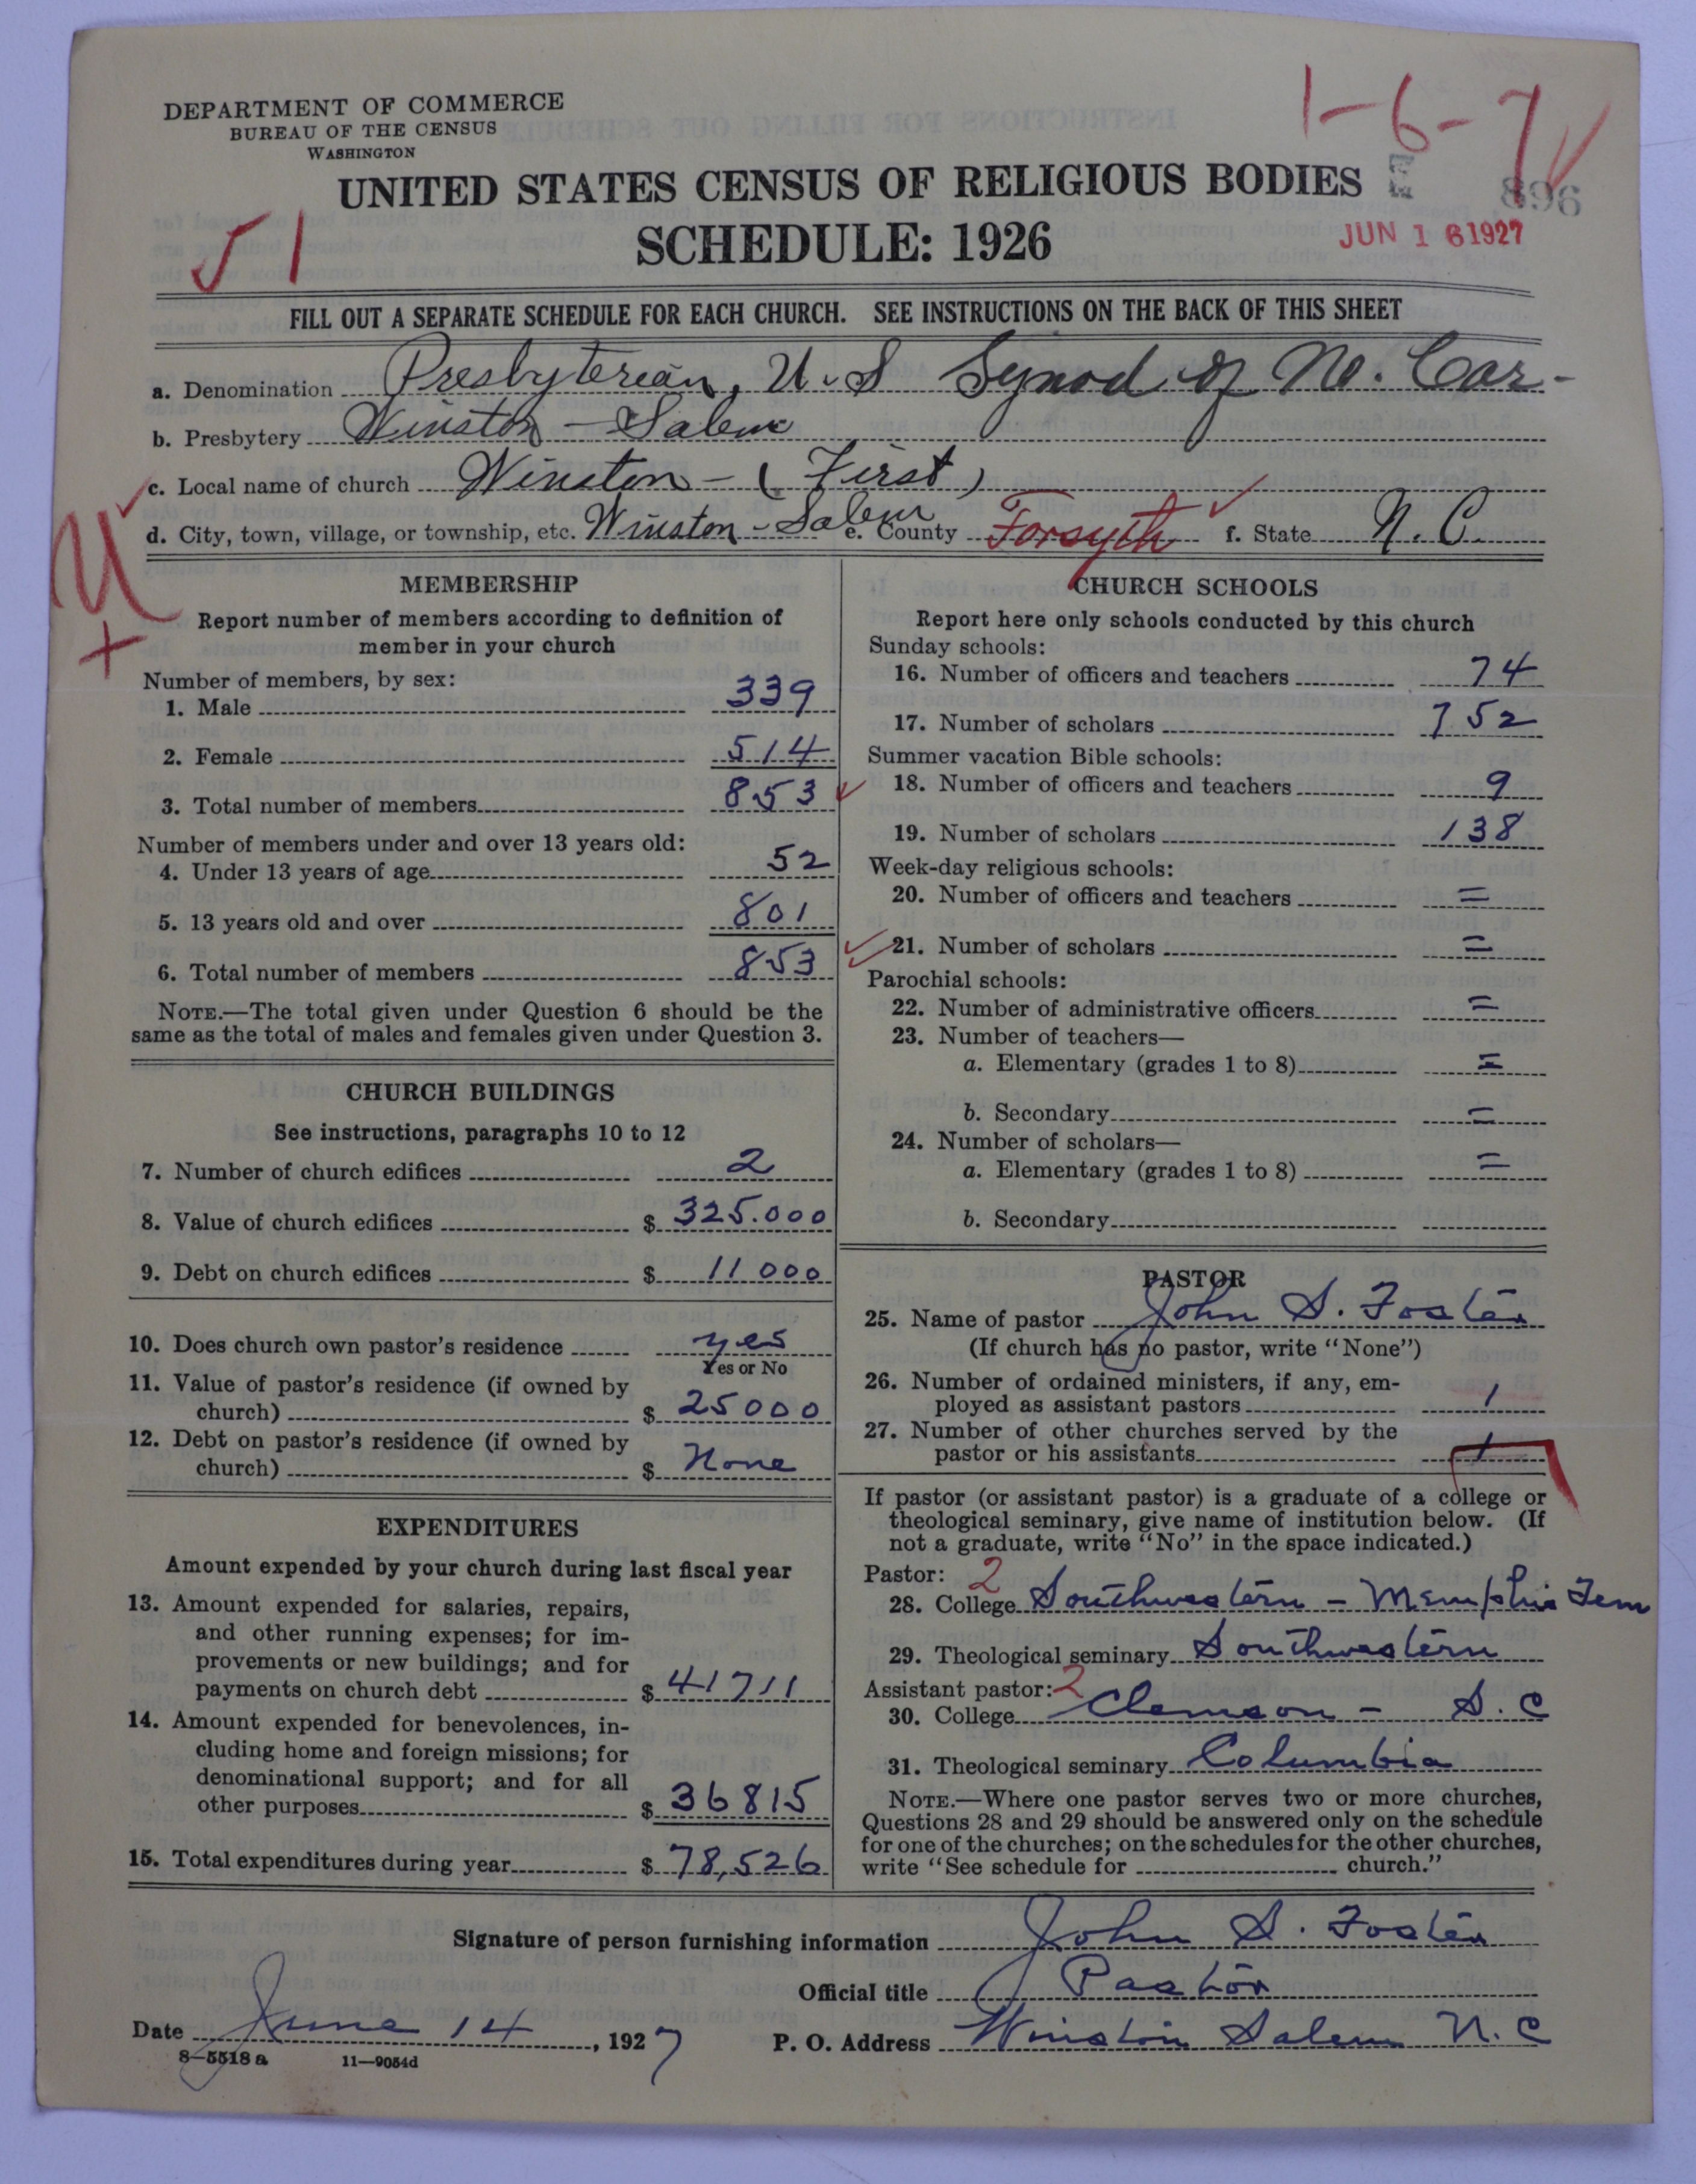 DEPARTMENT OF COMMERCE
BUREAU OF THE CENSUS
WASHINGTON
1-6-7
UNITED STATES CENSUS OF RELIGIOUS BODIES
896
SCHEDULE: 1926
JUN 16 1927
51
FILL OUT A SEPARATE SCHEDULE FOR EACH CHURCH. SEE INSTRUCTIONS ON THE BACK OF THIS SHEET
a. Denomination Presbyterian, U.S Synod of No. Car-
b. Presbytery Winston-Salem
c. Local name of church Winston-(First)
d. City, town, village, or township, etc. Winston-Salem e. County Forsyth f. State N.C.
MEMBERSHIP
Report number of members according to definition of
member in your church
Number of members, by sex:
1. Male 339
2. Female 514
3. Total number of members 853
Number of members under and over 13 years old:
4. Under 13 years of age 52
5. 13 years old and over 801
6. Total number of members 853
NOTE.—The total given under Question 6 should be the
same as the total of males and females given under Question 3.
CHURCH BUILDINGS
See instructions, paragraphs 10 to 12
7. Number of church edifices 2
8. Value of church edifices $ 325.000
9. Debt on church edifices $ 11000
10. Does church own pastor's residence yes
Yes or No
11. Value of pastor's residence (if owned by
church) $ 25000
12. Debt on pastor's residence (if owned by
church) $ None
EXPENDITURES
Amount expended by your church during last fiscal year
13. Amount expended for salaries, repairs,
and other running expenses; for im-
provements or new buildings; and for
payments on church debt $ 41711
14. Amount expended for benevolences, in-
cluding home and foreign missions; for
denominational support; and for all
other purposes $ 36815
15. Total expenditures during year $ 78,526
CHURCH SCHOOLS
Report here only schools conducted by this church
Sunday schools:
16. Number of officers and teachers 74
17. Number of scholars 752
Summer vacation Bible schools:
18. Number of officers and teachers 9
19. Number of scholars 138
Week-day religious schools:
20. Number of officers and teachers =
21. Number of scholars =
Parochial schools:
22. Number of administrative officers =
23. Number of teachers—
a. Elementary (grades 1 to 8) =
b. Secondary =
24. Number of scholars—
a. Elementary (grades 1 to 8) =
b. Secondary
PASTOR
25. Name of pastor John S. Foster
(If church has no pastor, write "None")
26. Number of ordained ministers, if any, em-
ployed as assistant pastors 1
27. Number of other churches served by the
pastor or his assistants 1
If pastor (or assistant pastor) is a graduate of a college or
theological seminary, give name of institution below. (If
not a graduate, write "No" in the space indicated.)
Pastor: 2
28. College Southwestern - Memphis Tenn
29. Theological seminary Southwestern
Assistant pastor: 2
30. College Clemson - S.C
31. Theological seminary Columbia
NOTE.—Where one pastor serves two or more churches,
Questions 28 and 29 should be answered only on the schedule
for one of the churches; on the schedules for the other churches,
write "See schedule for church."
Signature of person furnishing information John S. Foster
Official title Pastor
Date June 14, 1927 P. O. Address Winston Salem N.C
8—5518 a 11—9054d